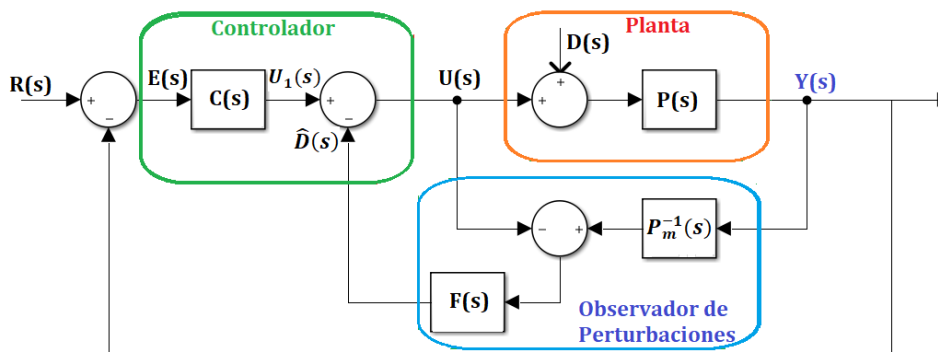 Controlador
Planta
D(s)
R(s)
E(s)
U₁(s)
U(s)
Y(s)
+
−
C(s)
+
−
+
+
P(s)
D̂(s)
−
+
Pₘ⁻¹(s)
F(s)
Observador de
Perturbaciones